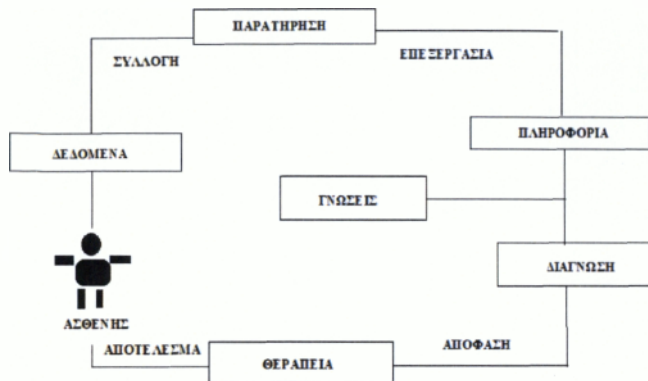 ΠΑΡΑΤΗΡΗΣΗ
ΣΥΛΛΟΓΗ
ΕΠΕΞΕΡΓΑΣΙΑ
ΔΕΔΟΜΕΝΑ
ΠΛΗΡΟΦΟΡΙΑ
ΓΝΩΣΕΙΣ
ΔΙΑΓΝΩΣΗ
ΑΣΘΕΝΗΣ
ΑΠΟΤΕΛΕΣΜΑ
ΘΕΡΑΠΕΙΑ
ΑΠΟΦΑΣΗ